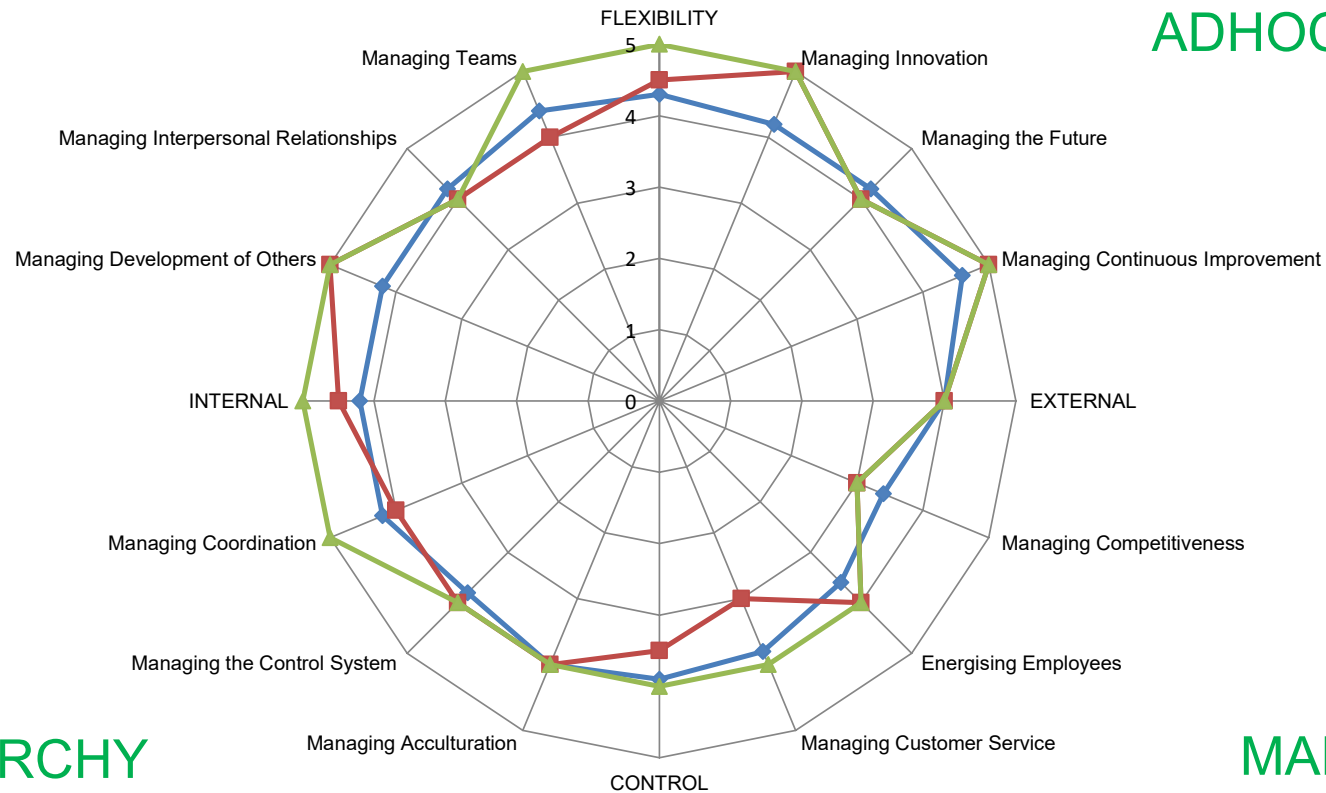 FLEXIBILITY
ADHOC
Managing Teams
5
Managing Innovation
4
Managing Interpersonal Relationships
Managing the Future
3
Managing Development of Others
2
Managing Continuous Improvement
1
INTERNAL
0
EXTERNAL
Managing Coordination
Managing Competitiveness
Managing the Control System
Energising Employees
Managing Acculturation
Managing Customer Service
RCHY
MA
CONTROL